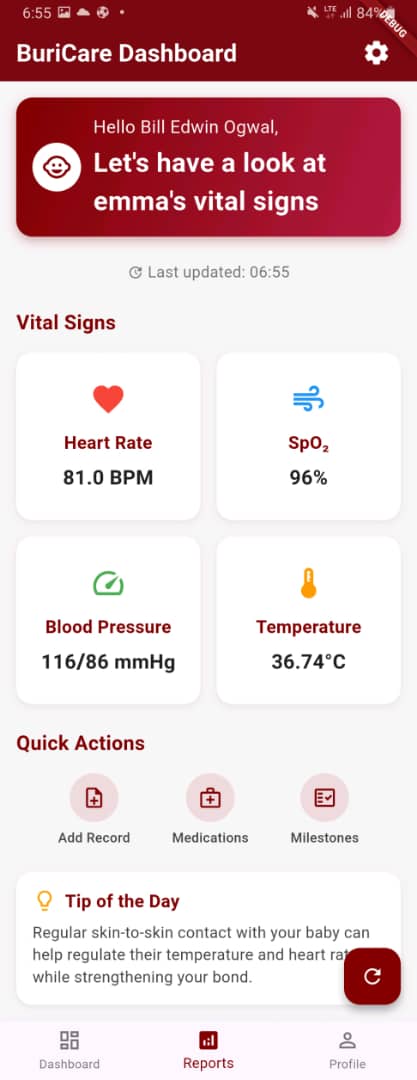 6:55 LTE 84%
DEBUG
BuriCare Dashboard
Hello Bill Edwin Ogwal,
Let's have a look at
emma's vital signs
Last updated: 06:55
Vital Signs
Heart Rate
81.0 BPM
SpO₂
96%
Blood Pressure
116/86 mmHg
Temperature
36.74°C
Quick Actions
Add Record
Medications
Milestones
Tip of the Day
Regular skin-to-skin contact with your baby can
help regulate their temperature and heart
while strengthening your bond.
Dashboard
Reports
Profile